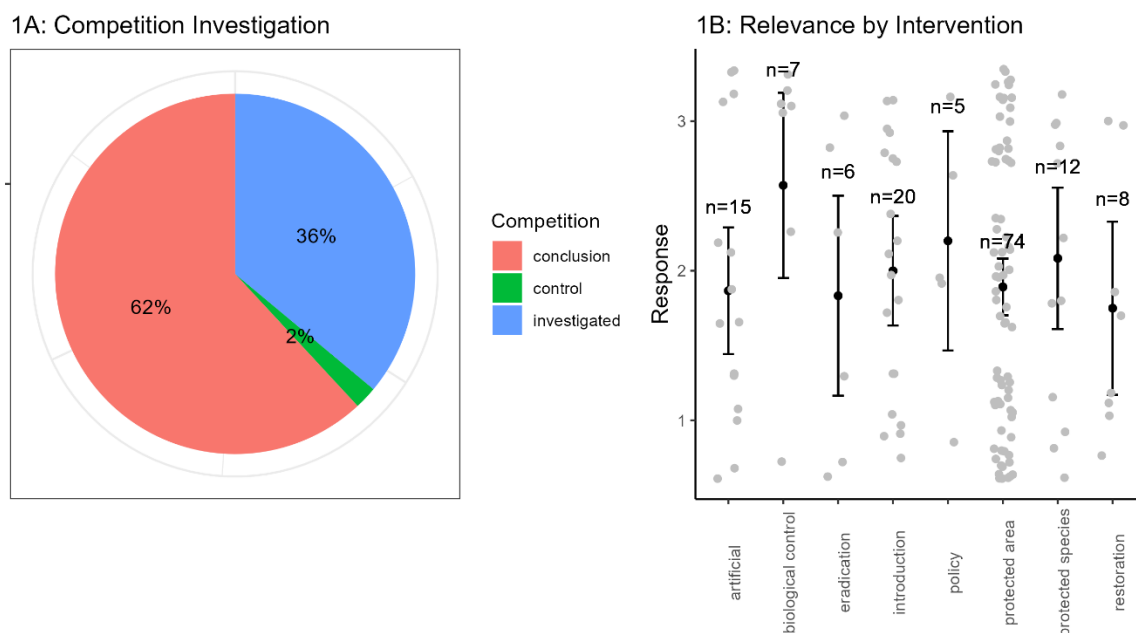 1A: Competition Investigation
36%
62%
2%
Competition
conclusion
control
investigated
1B: Relevance by Intervention
Response
3
2
1
n=15
n=7
n=6
n=20
n=5
n=74
n=12
n=8
artificial
biological control
eradication
introduction
policy
protected area
protected species
restoration